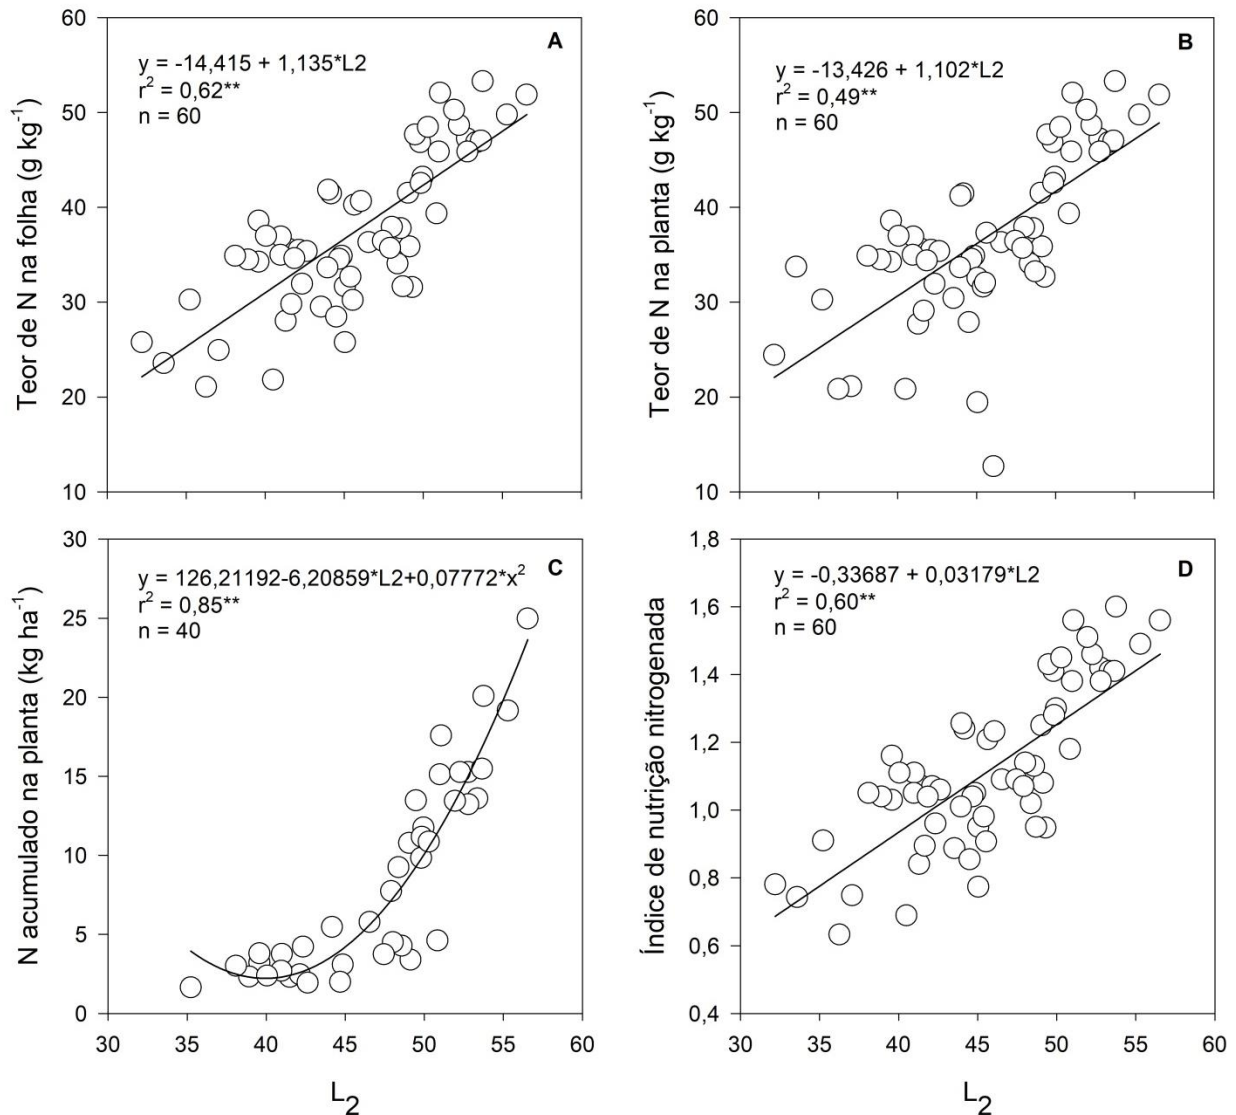 A
y = -14,415 + 1,135*L2
r² = 0,62**
n = 60
Teor de N na folha (g kg⁻¹)
60
50
40
30
20
10
B
y = -13,426 + 1,102*L2
r² = 0,49**
n = 60
Teor de N na planta (g kg⁻¹)
60
50
40
30
20
10
C
y = 126,21192-6,20859*L2+0,07772*x²
r² = 0,85**
n = 40
N acumulado na planta (kg ha⁻¹)
30
25
20
15
10
5
0
30 35 40 45 50 55 60
L₂
D
y = -0,33687 + 0,03179*L2
r² = 0,60**
n = 60
Índice de nutrição nitrogenada
1,8
1,6
1,4
1,2
1,0
0,8
0,6
0,4
30 35 40 45 50 55 60
L₂